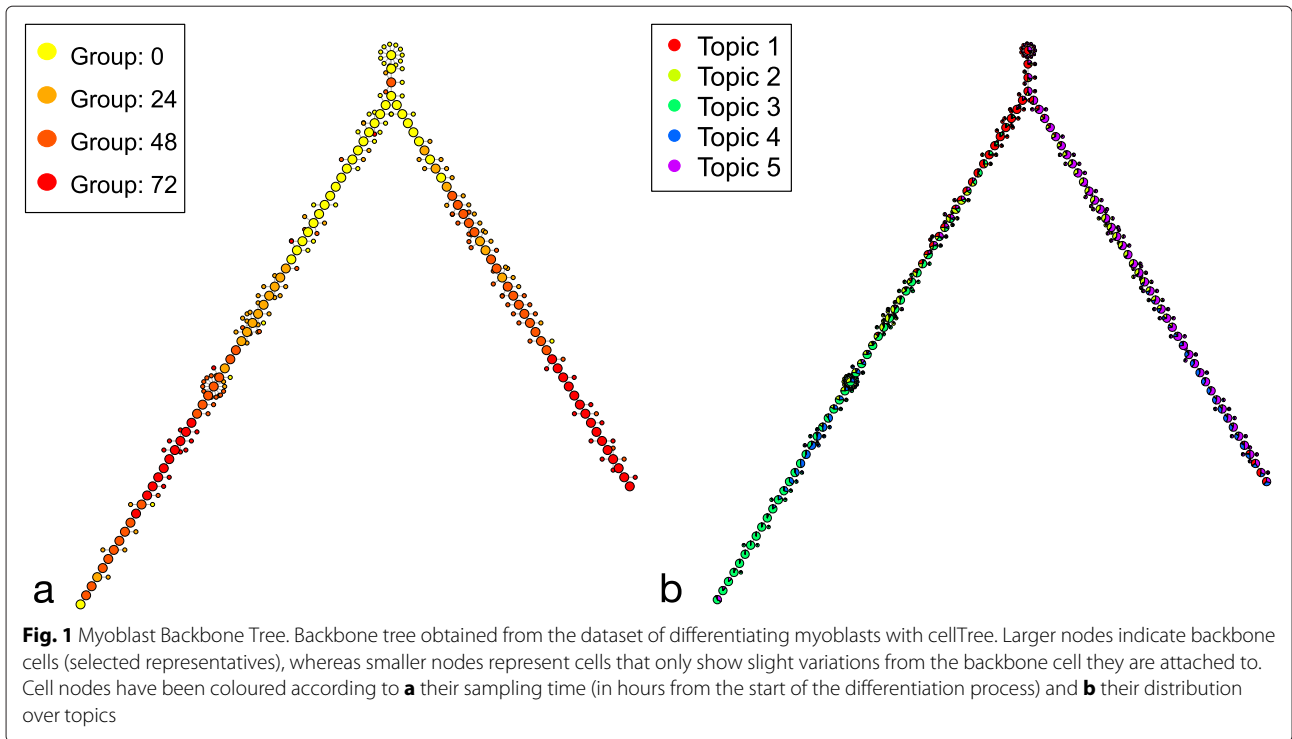 Group: 0
Group: 24
Group: 48
Group: 72
a
Topic 1
Topic 2
Topic 3
Topic 4
Topic 5
b
Fig. 1 Myoblast Backbone Tree. Backbone tree obtained from the dataset of differentiating myoblasts with cellTree. Larger nodes indicate backbone
cells (selected representatives), whereas smaller nodes represent cells that only show slight variations from the backbone cell they are attached to.
Cell nodes have been coloured according to a their sampling time (in hours from the start of the differentiation process) and b their distribution
over topics